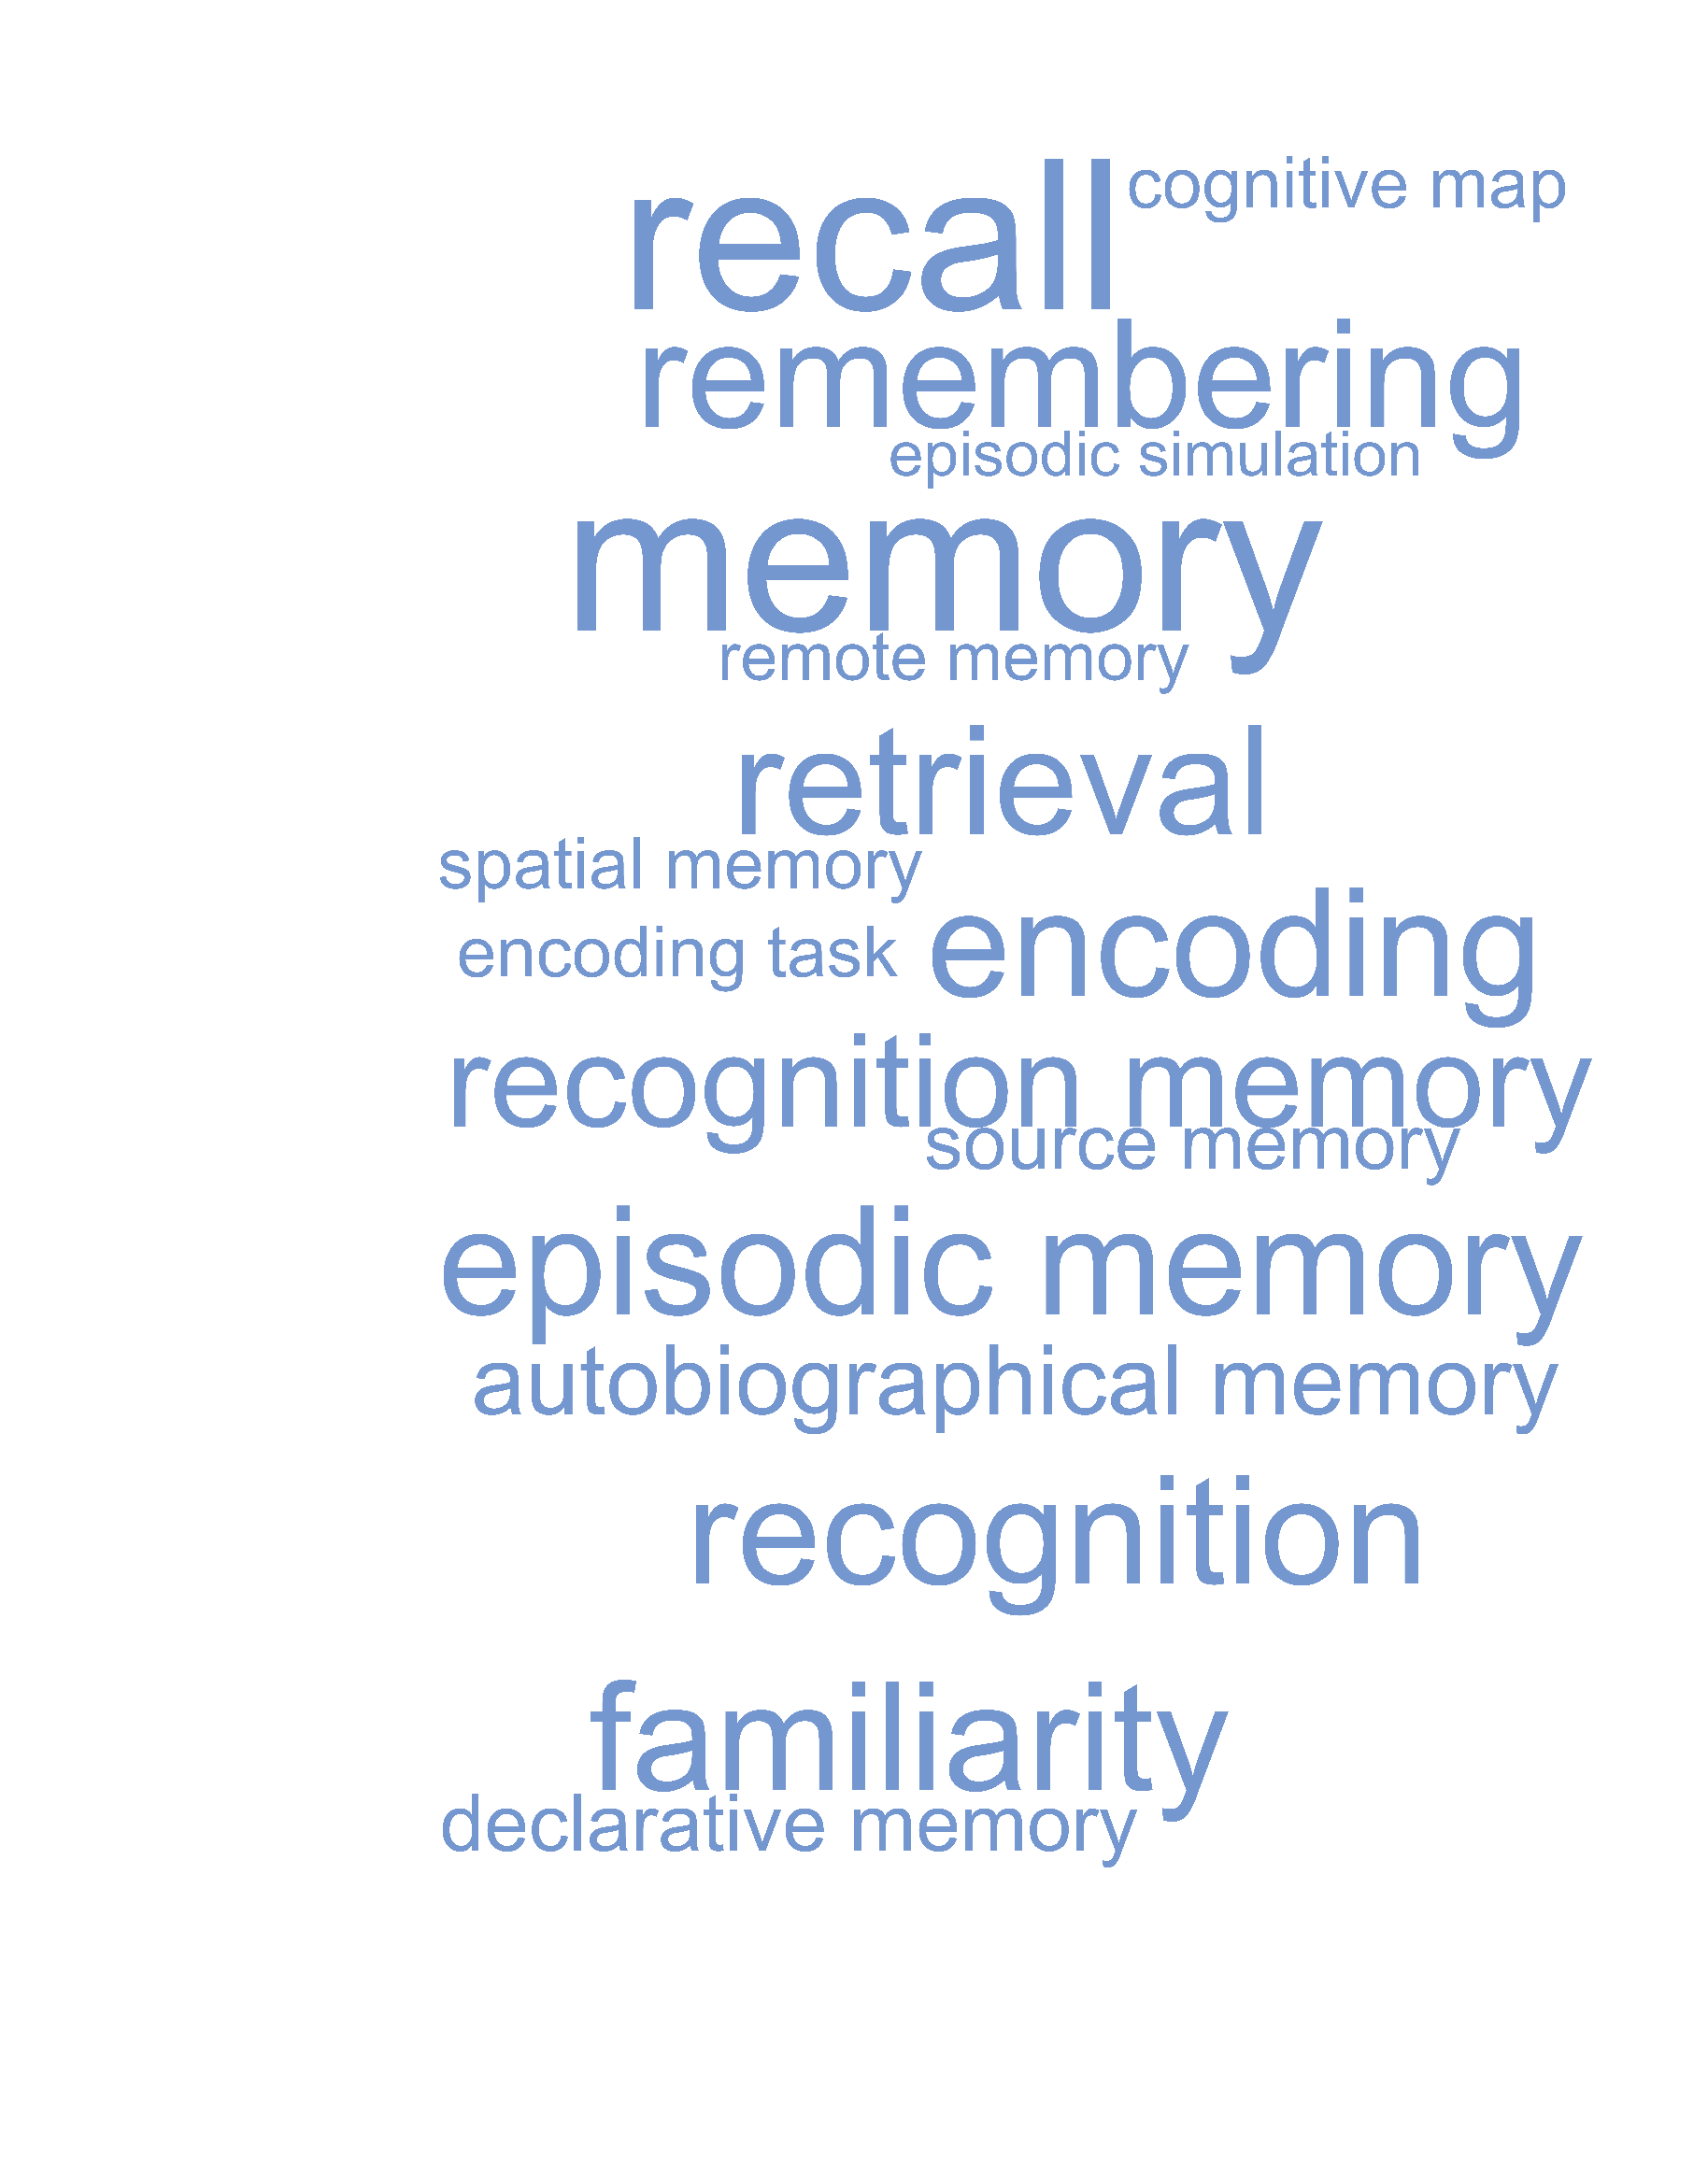 recall cognitive map
remembering
episodic simulation
memory
remote memory
retrieval
spatial memory
encoding task encoding
recognition memory
source memory
episodic memory
autobiographical memory
recognition
familiarity
declarative memory